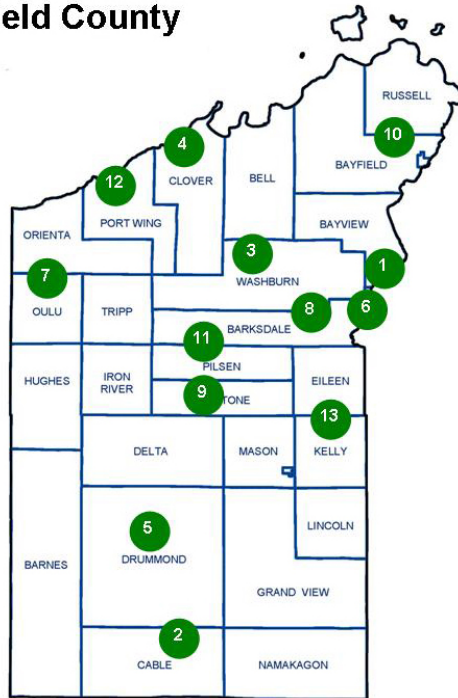 eld County
RUSSELL
10
4
BAYFIELD
12
CLOVER
BELL
PORT WING
BAYVIEW
ORIENTA
3
1
7
WASHBURN
OULU
TRIPP
8
6
BARKSDALE
11
PILSEN
HUGHES
IRON
RIVER
EILEEN
9
TONE
13
DELTA
MASON
KELLY
5
LINCOLN
DRUMMOND
BARNES
GRAND VIEW
2
CABLE
NAMAKAGON